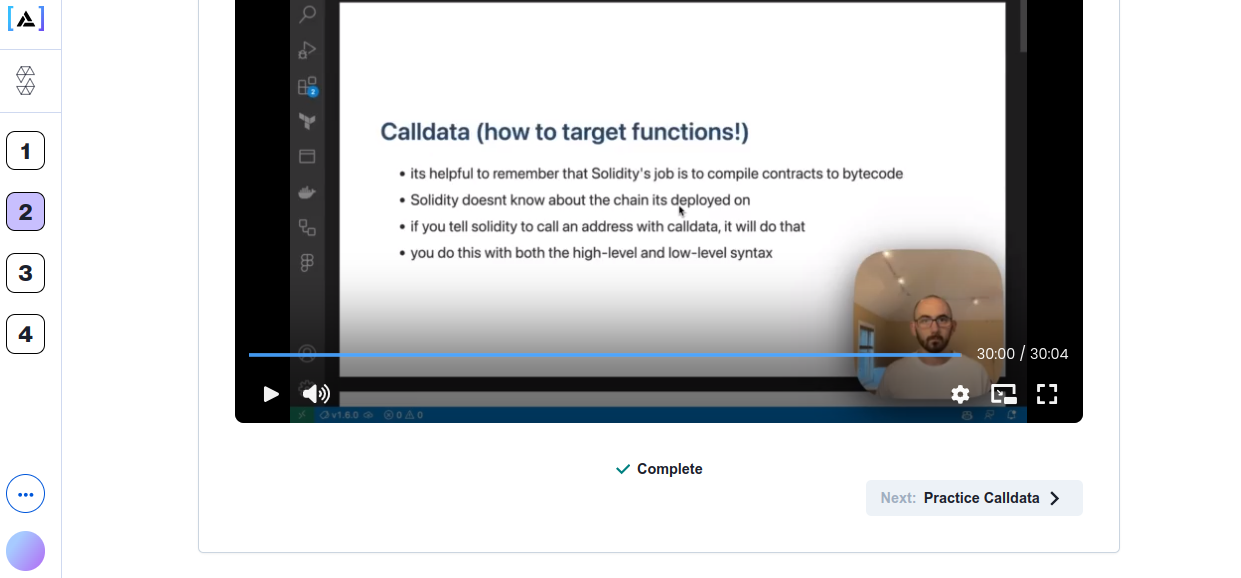 1
2
3
4
2
Calldata (how to target functions!)
• its helpful to remember that Solidity's job is to compile contracts to bytecode
• Solidity doesnt know about the chain its deployed on
• if you tell solidity to call an address with calldata, it will do that
• you do this with both the high-level and low-level syntax
30:00 / 30:04
v1.6.0
0 0
Complete
Next: Practice Calldata